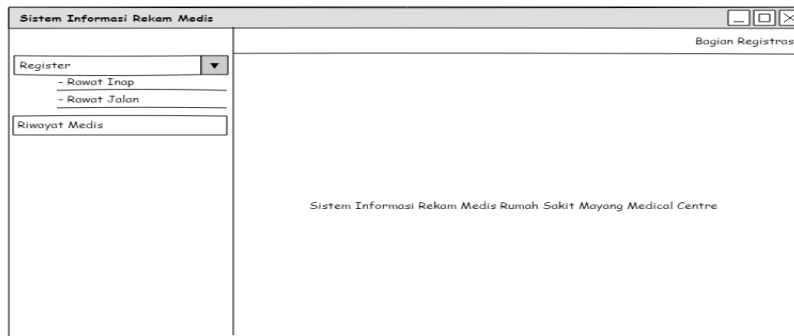 Sistem Informasi Rekam Medis
Bagian Registras
Register
- Rawat Inap
- Rawat Jalan
Riwayat Medis
Sistem Informasi Rekam Medis Rumah Sakit Mayang Medical Centre